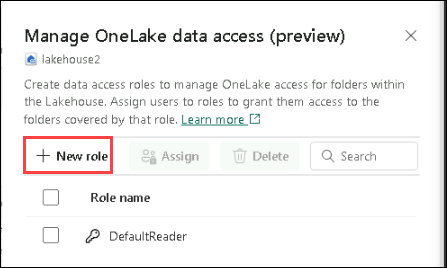 Manage OneLake data access (preview)
lakehouse2
Create data access roles to manage OneLake access for folders within
the Lakehouse. Assign users to roles to grant them access to the
folders covered by that role. Learn more
New role Assign Delete Search
Role name
DefaultReader